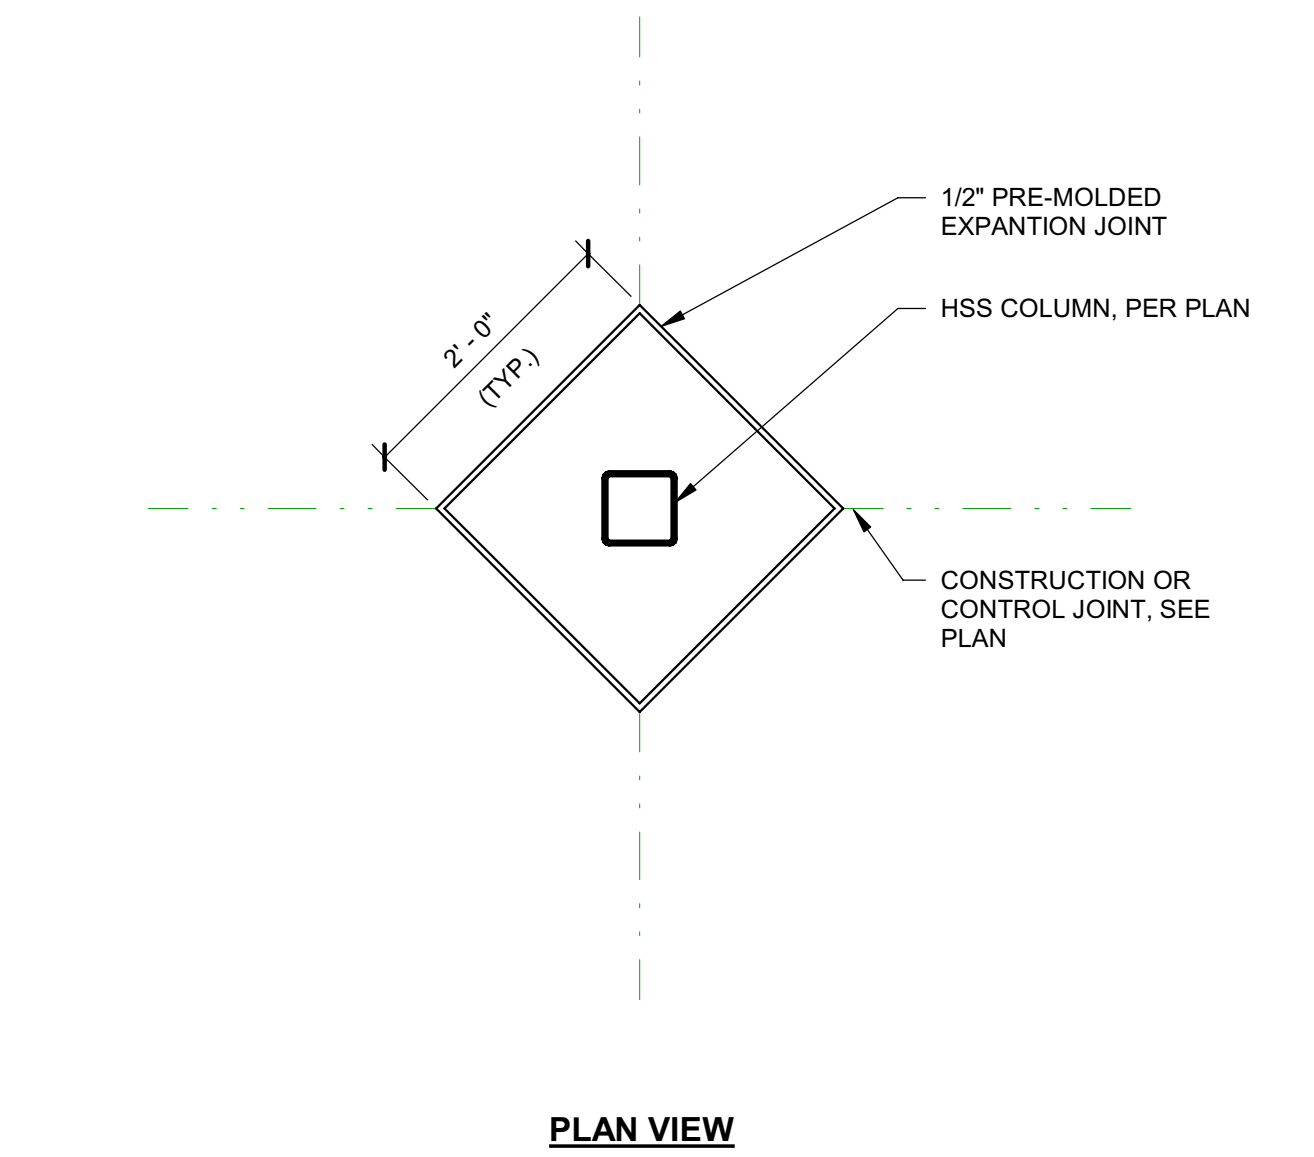 1/2" PRE-MOLDED
EXPANTION JOINT
HSS COLUMN, PER PLAN
2' - 0"
(TYP.)
CONSTRUCTION OR
CONTROL JOINT, SEE
PLAN
PLAN VIEW